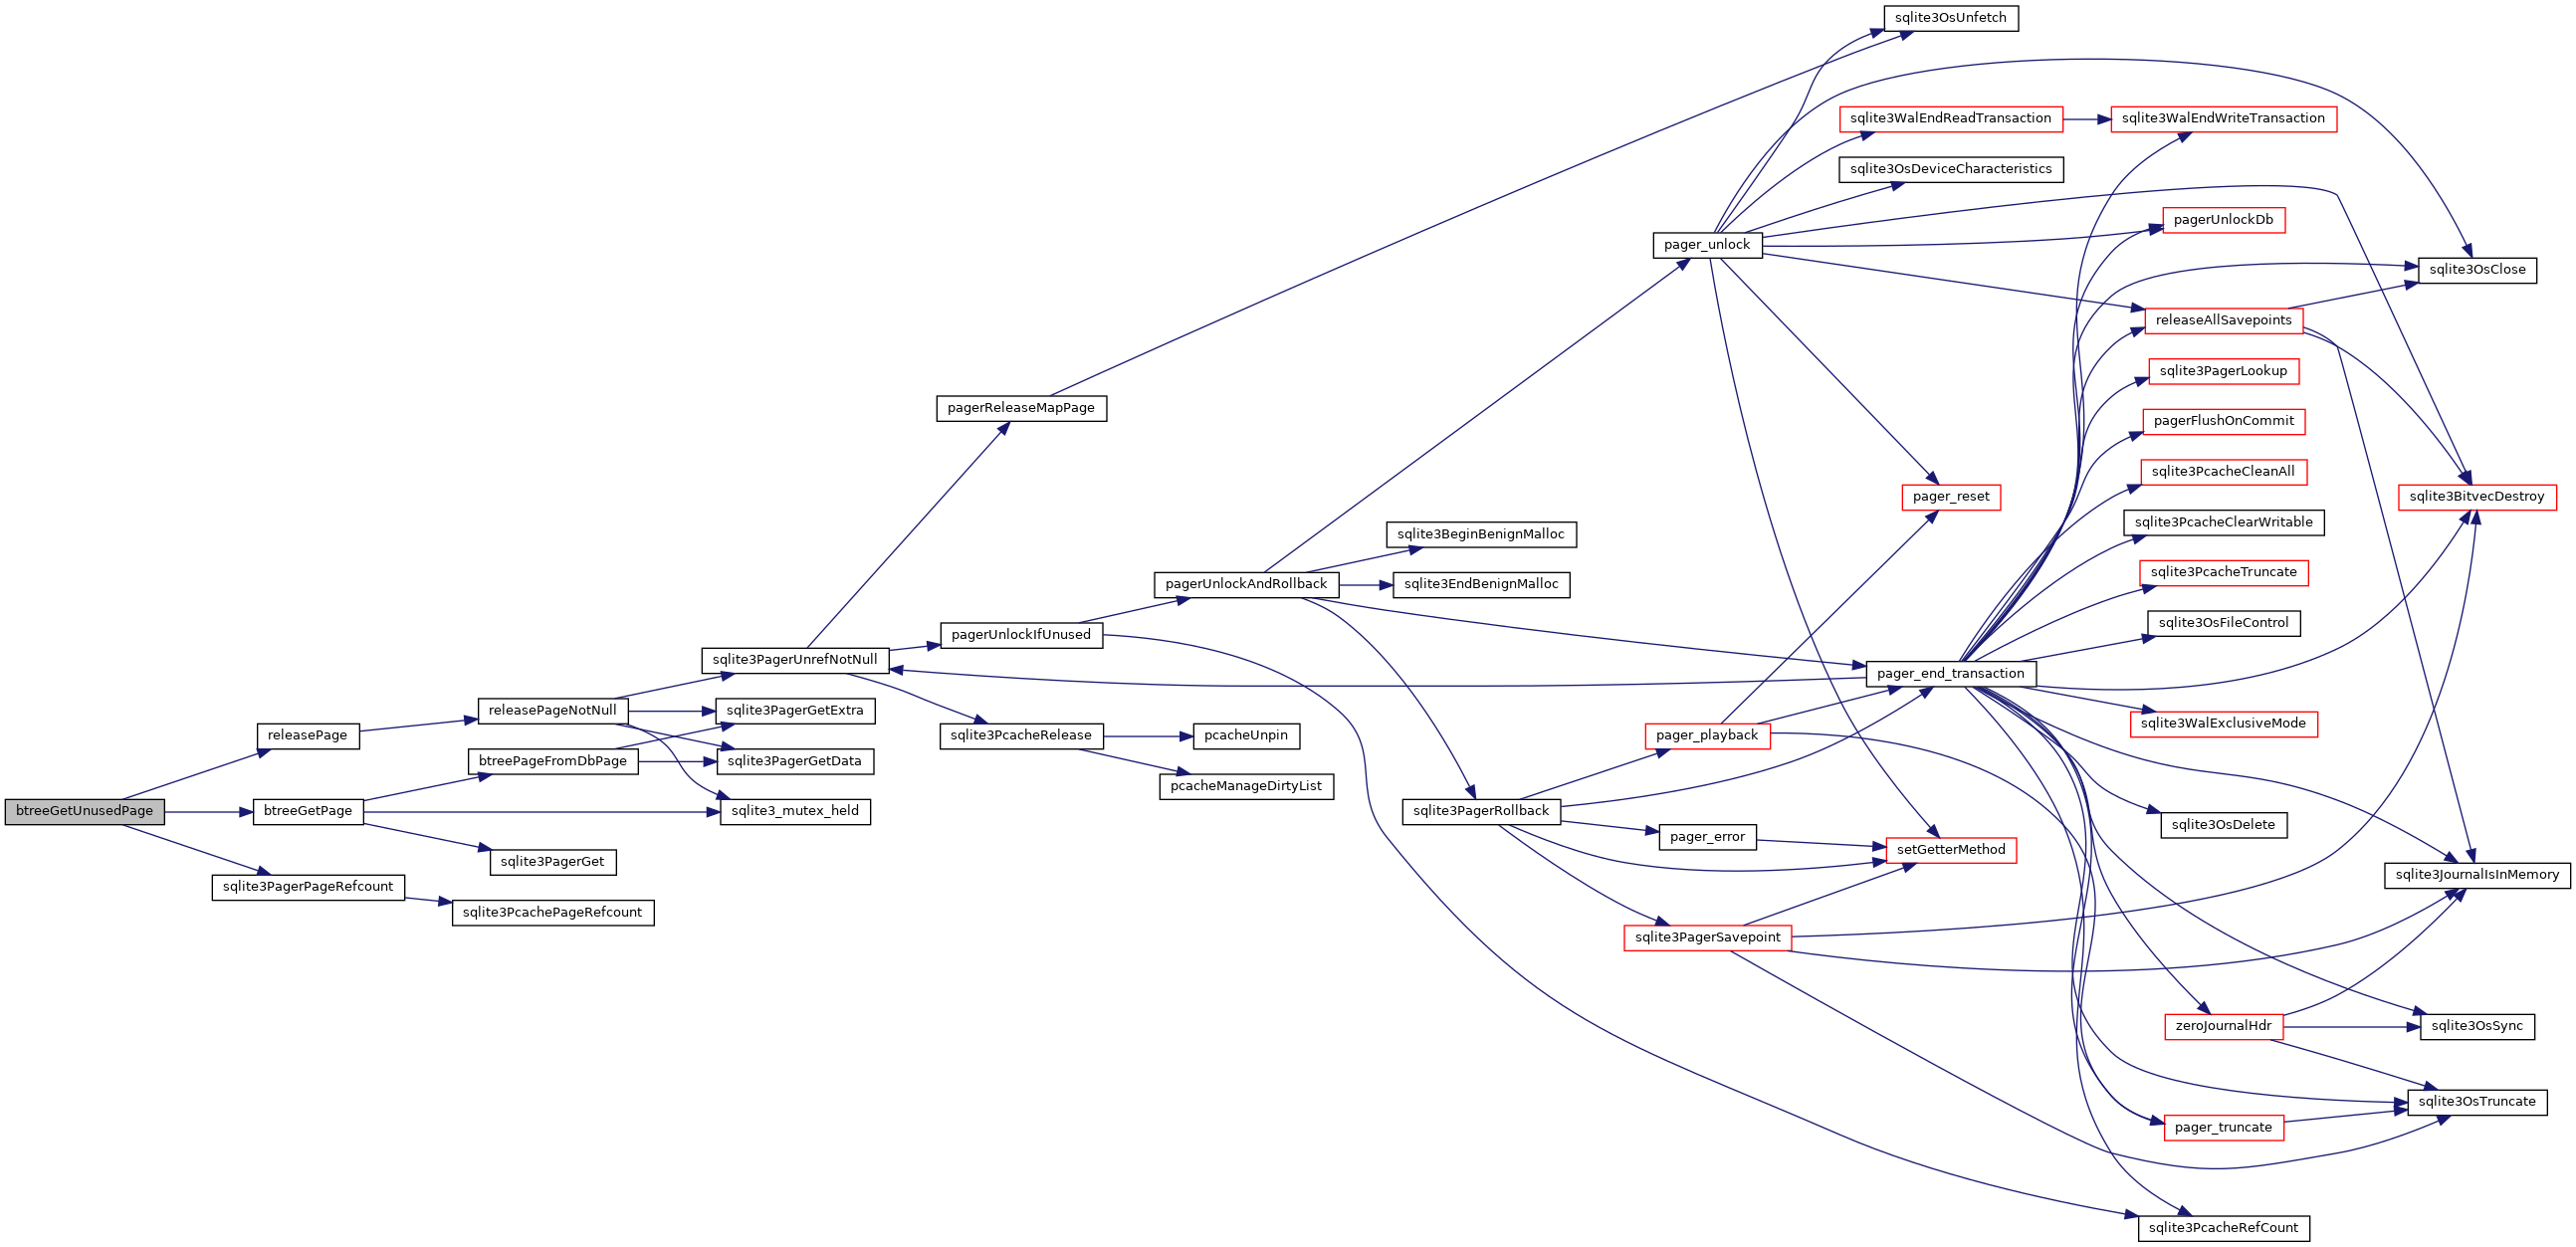 sqlite3OsUnfetch
sqlite3WalEndReadTransaction
sqlite3WalEndWriteTransaction
sqlite3OsDeviceCharacteristics
pagerUnlockDb
pager_unlock
sqlite3OsClose
releaseAllSavepoints
sqlite3PagerLookup
pagerReleaseMapPage
pagerFlushOnCommit
sqlite3PcacheCleanAll
pager_reset
sqlite3BitvecDestroy
sqlite3PcacheClearWritable
sqlite3BeginBenignMalloc
pagerUnlockAndRollback
sqlite3EndBenignMalloc
sqlite3PcacheTruncate
sqlite3OsFileControl
pagerUnlockIfUnused
sqlite3PagerUnrefNotNull
pager_end_transaction
releasePageNotNull
sqlite3PagerGetExtra
sqlite3WalExclusiveMode
releasePage
sqlite3PcacheRelease
pcacheUnpin
pager_playback
btreePageFromDbPage
sqlite3PagerGetData
pcacheManageDirtyList
btreeGetUnusedPage
btreeGetPage
sqlite3_mutex_held
sqlite3PagerRollback
sqlite3OsDelete
pager_error
setGetterMethod
sqlite3PagerGet
sqlite3JournalIsInMemory
sqlite3PagerPageRefcount
sqlite3PcachePageRefcount
sqlite3PagerSavepoint
zeroJournalHdr
sqlite3OsSync
sqlite3OsTruncate
pager_truncate
sqlite3PcacheRefCount